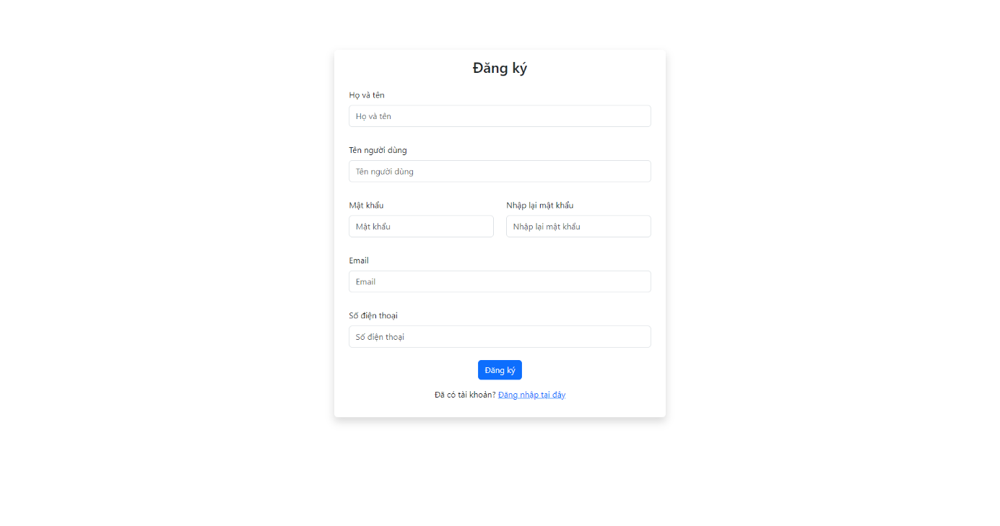 Đăng ký
Họ và tên
Họ và tên
Tên người dùng
Tên người dùng
Mật khẩu
Nhập lại mật khẩu
Mật khẩu
Nhập lại mật khẩu
Email
Email
Số điện thoại
Số điện thoại
Đăng ký
Đã có tài khoản? Đăng nhập tại đây